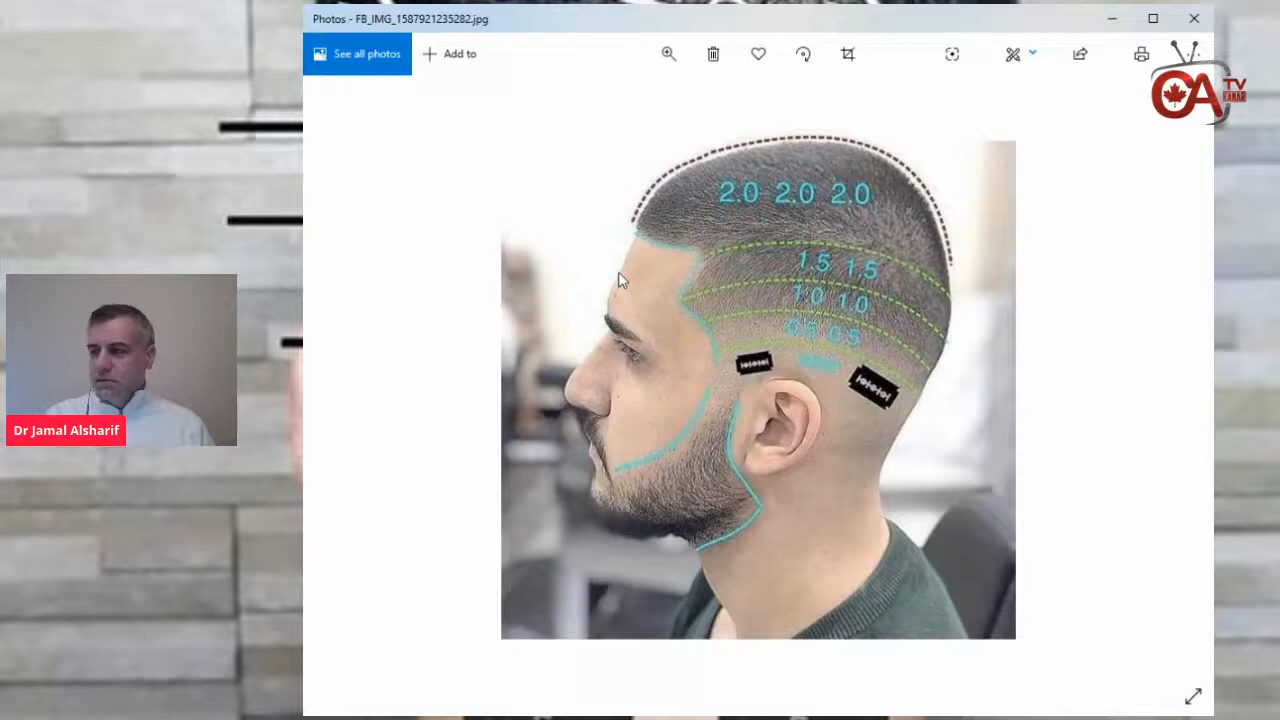 Photos - FB_IMG_1587921235282.jpg
See all photos
Add to
CA TV
2.0 2.0 2.0
1.5 1.5
1.0 1.0
0.5 0.5
Dr Jamal Alsharif